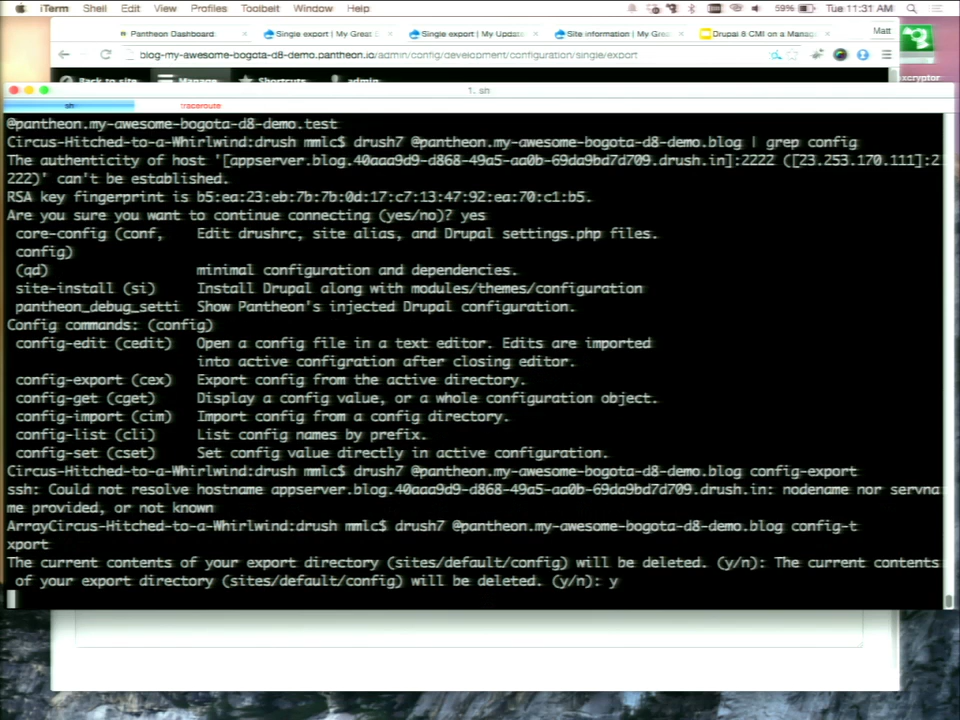 iTerm Shell Edit View Profiles Toolbelt Window Help 59% Tue 11:31 AM
Pantheon Dashboard: Single export | My Great Single export | My Upda Site information | My Gre Drupal 8 CMI on a Mana Matt
blog-my-awesome-bogota-d8-demo.pantheon.io/admin/config/development/configuration/single/export
Back to site Manage Shortcuts admin
xcryptor
1. sh
sh traceroute
@pantheon.my-awesome-bogota-d8-demo.test
Circus-Hitched-to-a-Whirlwind:drush mmlc$ drush7 @pantheon.my-awesome-bogota-d8-demo.blog | grep config
The authenticity of host '[appserver.blog.40aaa9d9-d868-49a5-aa0b-69da9bd7d709.drush.in]:2222 ([23.253.170.111]:2
222)' can't be established.
RSA key fingerprint is b5:ea:23:eb:7b:7b:0d:17:c7:13:47:92:ea:70:c1:b5.
Are you sure you want to continue connecting (yes/no)? yes
core-config (conf, Edit drushrc, site alias, and Drupal settings.php files.
config)
(qd) minimal configuration and dependencies.
site-install (si) Install Drupal along with modules/themes/configuration
pantheon_debug_setti Show Pantheon's injected Drupal configuration.
Config commands: (config)
config-edit (cedit) Open a config file in a text editor. Edits are imported
into active configration after closing editor.
config-export (cex) Export config from the active directory.
config-get (cget) Display a config value, or a whole configuration object.
config-import (cim) Import config from a config directory.
config-list (cli) List config names by prefix.
config-set (cset) Set config value directly in active configuration.
Circus-Hitched-to-a-Whirlwind:drush mmlc$ drush7 @pantheon.my-awesome-bogota-d8-demo.blog config-export
ssh: Could not resolve hostname appserver.blog.40aaa9d9-d868-49a5-aa0b-69da9bd7d709.drush.in: nodename nor servna
me provided, or not known
ArrayCircus-Hitched-to-a-Whirlwind:drush mmlc$ drush7 @pantheon.my-awesome-bogota-d8-demo.blog config-t
xport
The current contents of your export directory (sites/default/config) will be deleted. (y/n): The current contents
of your export directory (sites/default/config) will be deleted. (y/n): y